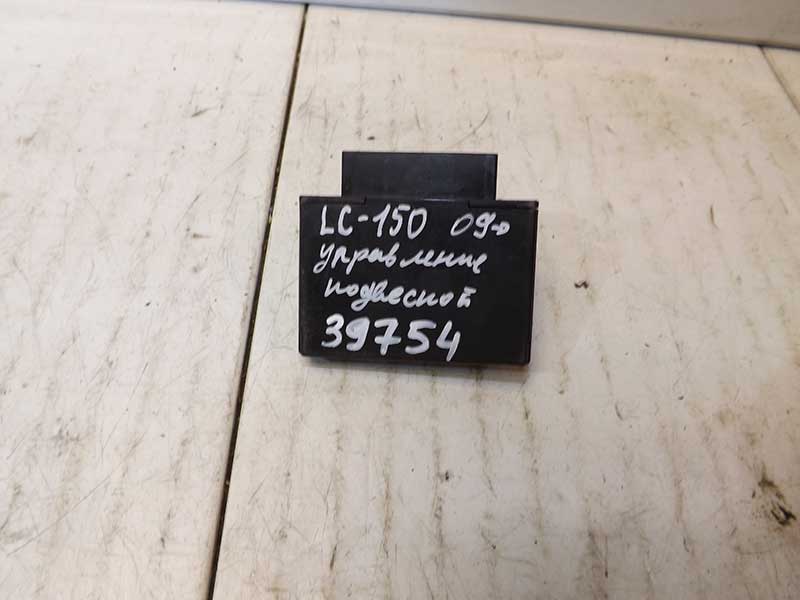 LC-150 09→
управление
подвеской
39754